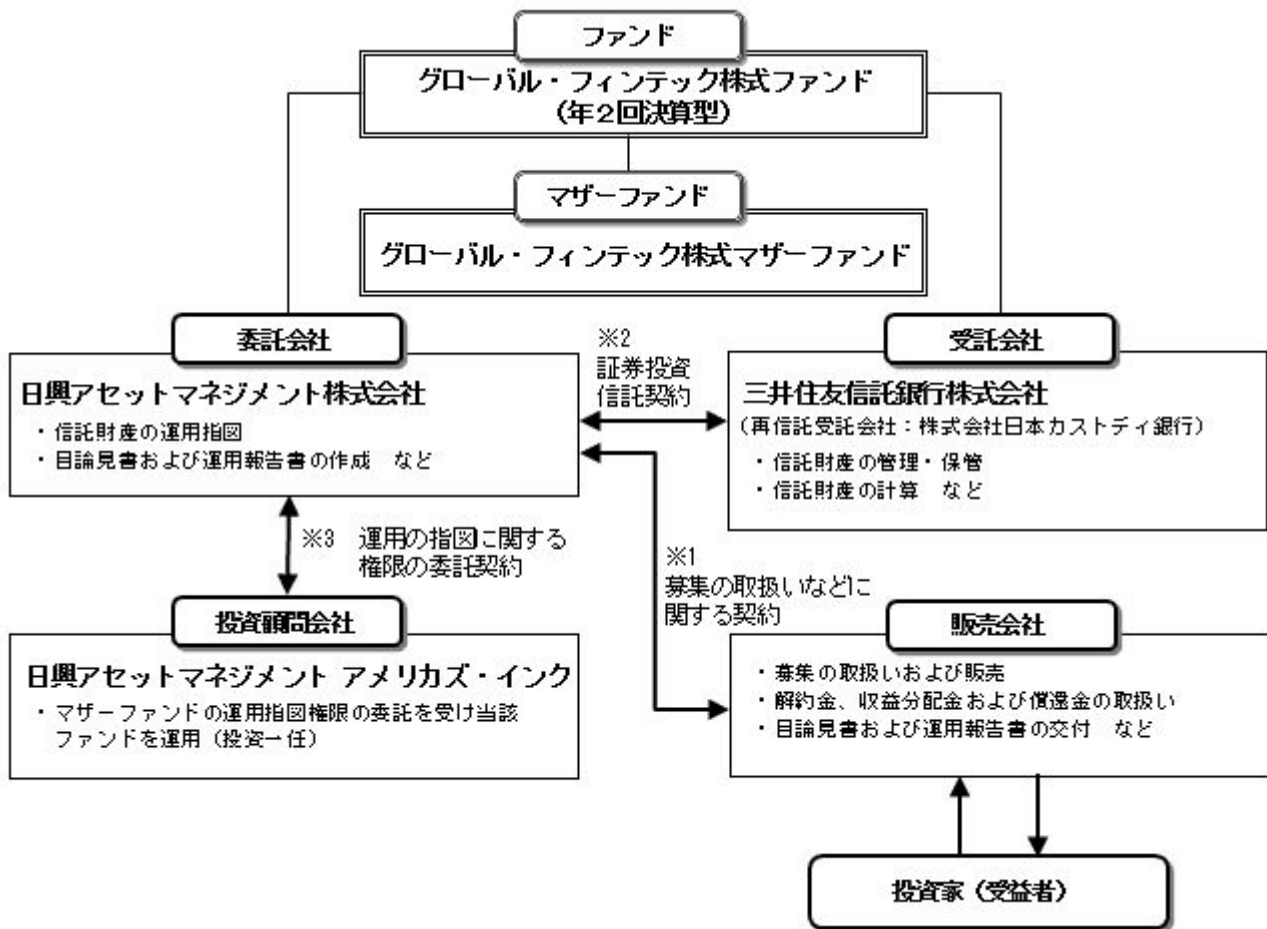 ファンド
グローバル・フィンテック株式ファンド
(年2回決算型)
マザーファンド
グローバル・フィンテック株式マザーファンド
委託会社
日興アセットマネジメント株式会社
・信託財産の運用指図
・目論見書および運用報告書の作成 など
※2
証券投資
信託契約
受託会社
三井住友信託銀行株式会社
(再信託受託会社:株式会社日本カストディ銀行)
・信託財産の管理・保管
・信託財産の計算 など
※3 運用の指図に関する
権限の委託契約
※1
募集の取扱いなどに
関する契約
投資顧問会社
日興アセットマネジメント アメリカズ・インク
・マザーファンドの運用指図権限の委託を受け当該
ファンドを運用(投資一任)
販売会社
・募集の取扱いおよび販売
・解約金、収益分配金および償還金の取扱い
・目論見書および運用報告書の交付 など
投資家(受益者)